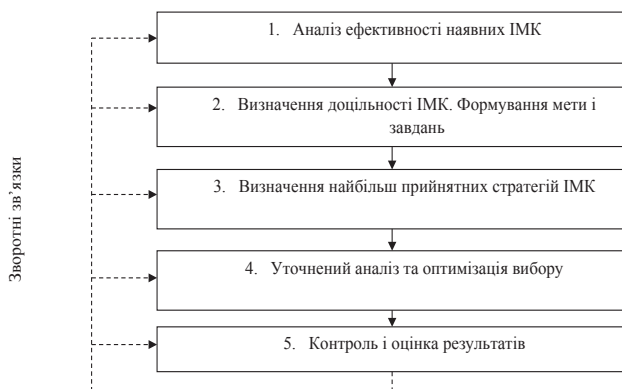 1. Аналіз ефективності наявних ІМК
2. Визначення доцільності ІМК. Формування мети і
завдань
3. Визначення найбільш прийнятних стратегій ІМК
4. Уточнений аналіз та оптимізація вибору
5. Контроль і оцінка результатів
Зворотні зв'язки